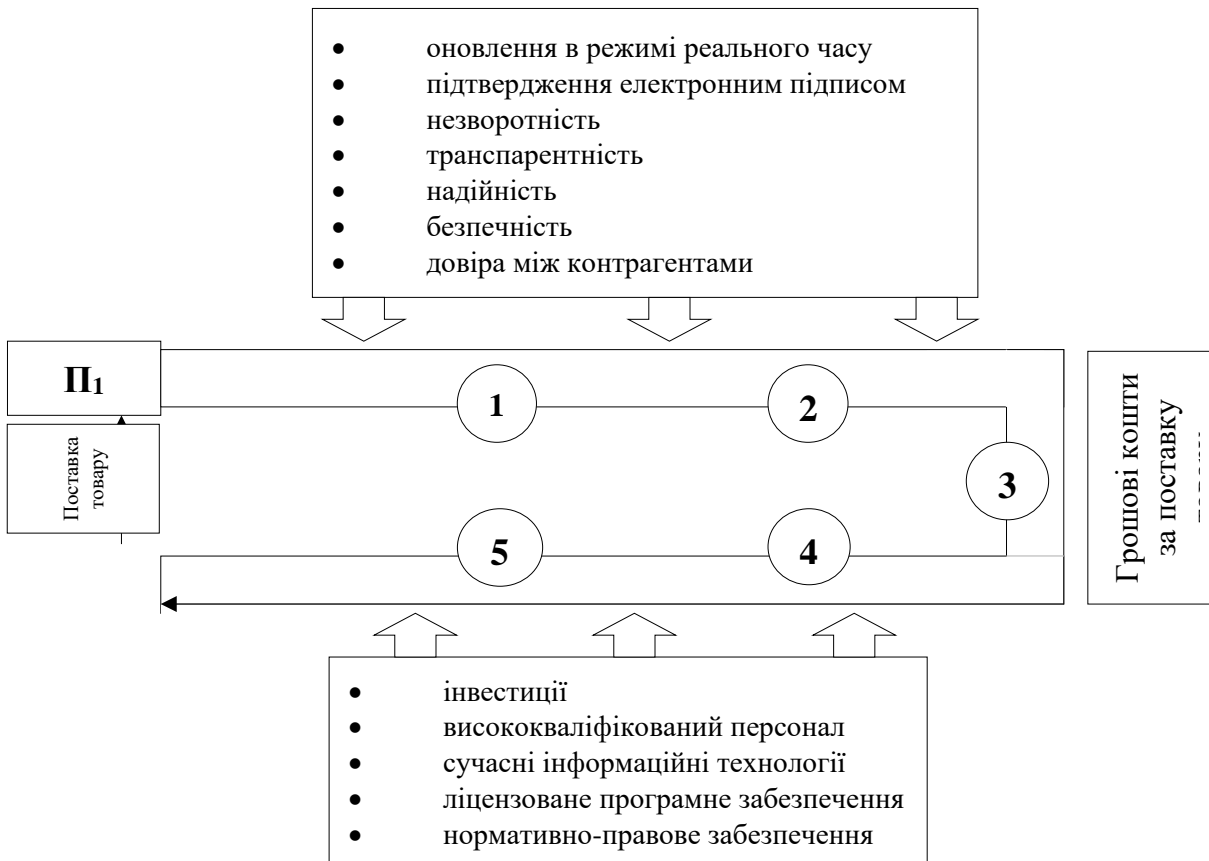 • оновлення в режимі реального часу
• підтвердження електронним підписом
• незворотність
• транспарентність
• надійність
• безпечність
• довіра між контрагентами
П1
1
2
Поставка
товару
3
Грошові кошти
за поставку
5
4
• інвестиції
• висококваліфікований персонал
• сучасні інформаційні технології
• ліцензоване програмне забезпечення
• нормативно-правове забезпечення